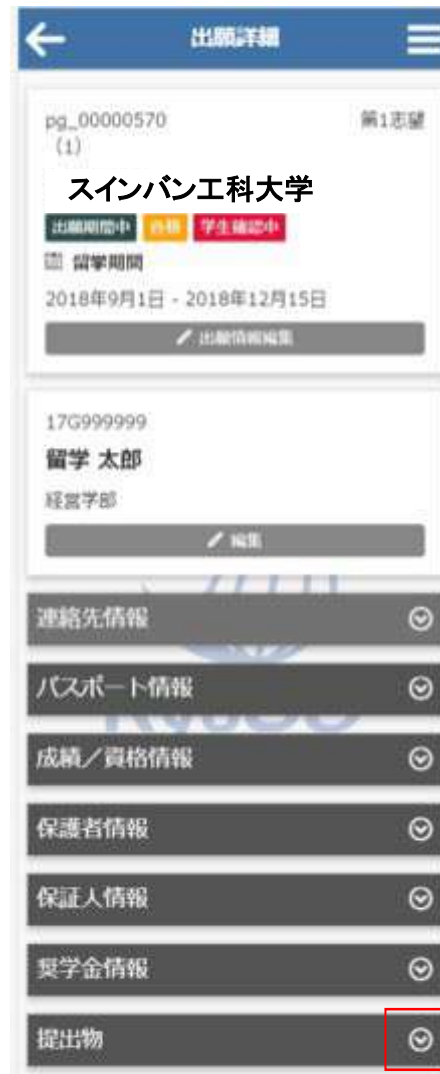 出願詳細
pg_00000570 第1志望
(1)
スインバン工科大学
出願期間中 合格 学生確認中
留学期間
2018年9月1日 - 2018年12月15日
出願情報編集
17G999999
留学 太郎
経営学部
編集
連絡先情報
パスポート情報
成績／資格情報
保護者情報
保証人情報
奨学金情報
提出物